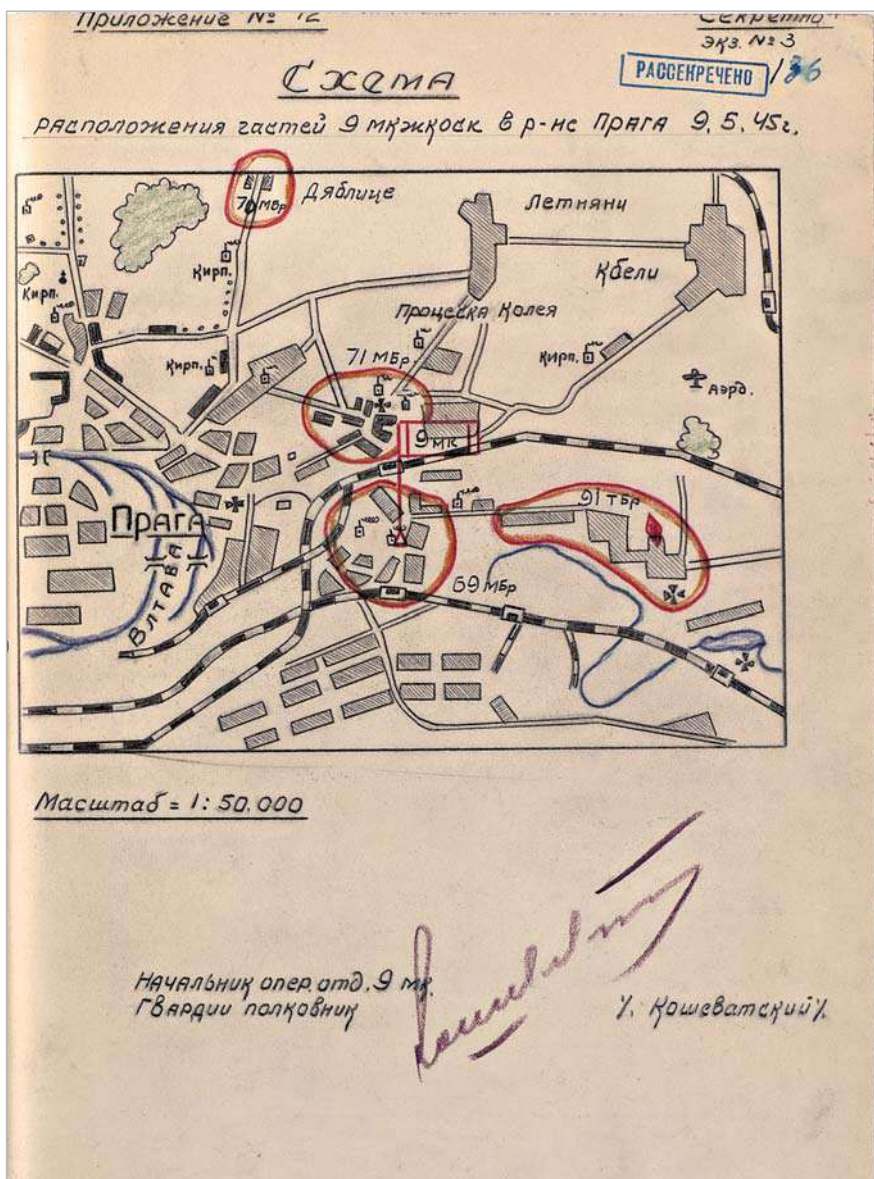 Приложение № 12
Секретно
экз. № 3
РАССЕКРЕЧЕНО 136
Схема
расположения частей 9 мкжкоск в р-не Прага 9.5.45г.
70 мбр
Дяблице
Летняни
Кбели
Кирп.
Кирп.
Процеска Колея
71 мбр
Кирп.
Кирп.
Аэрд.
9 мк
91 тбр
Прага
Влтава
69 мбр
Масштаб = 1:50.000
Начальник опер. отд. 9 мк.
Гвардии полковник
/. Кошеватский/.